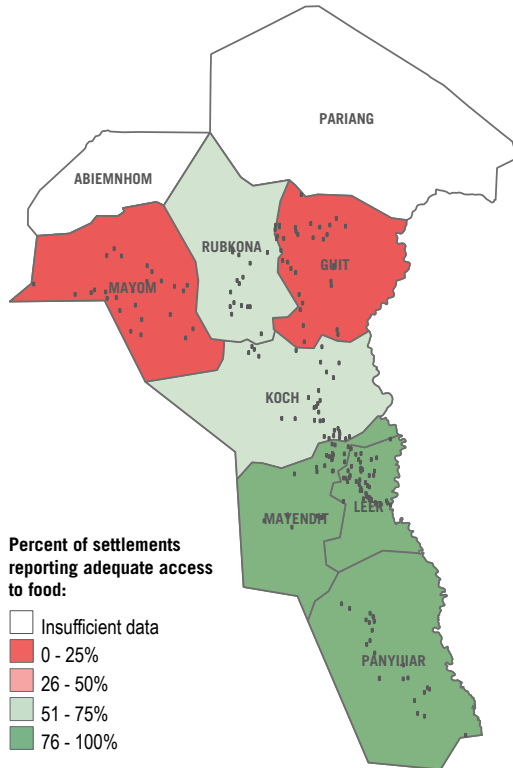 PARIANG
ABIEMNHOM
RUBKONA
GUIT
MAYOM
KOCH
LEER
MAYENDIT
PANYIJIAR
Percent of settlements
reporting adequate access
to food:
Insufficient data
0 - 25%
26 - 50%
51 - 75%
76 - 100%